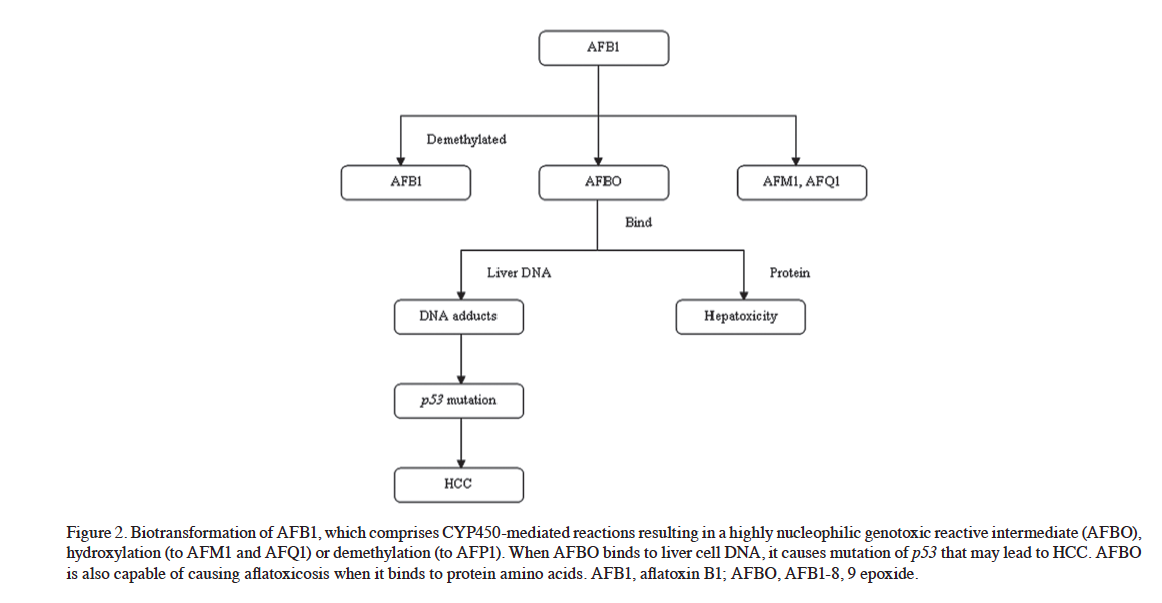 AFB1
Demethylated
AFB1
AFBO
AFM1, AFQ1
Bind
Liver DNA
Protein
DNA adducts
Hepatoxicity
p53 mutation
HCC
Figure 2. Biotransformation of AFB1, which comprises CYP450-mediated reactions resulting in a highly nucleophilic genotoxic reactive intermediate (AFBO),
hydroxylation (to AFM1 and AFQ1) or demethylation (to AFP1). When AFBO binds to liver cell DNA, it causes mutation of p53 that may lead to HCC. AFBO
is also capable of causing aflatoxicosis when it binds to protein amino acids. AFB1, aflatoxin B1; AFBO, AFB1-8, 9 epoxide.